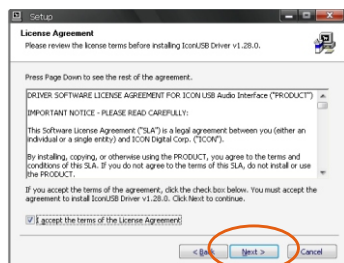 Setup
License Agreement
Please review the license terms before installing IconUSB Driver v1.28.0.
Press Page Down to see the rest of the agreement.
DRIVER SOFTWARE LICENSE AGREEMENT FOR ICON USB Audio Interface ("PRODUCT")
IMPORTANT NOTICE - PLEASE READ CAREFULLY:
This Software License Agreement ("SLA") is a legal agreement between you (either an
individual or a single entity) and ICON Digital Corp. ("ICON").
By installing, copying, or otherwise using the PRODUCT, you agree to the terms and
conditions of this SLA. If you do not agree to the terms of this SLA, do not install or use
the PRODUCT.
If you accept the terms of the agreement, click the check box below. You must accept the
agreement to install IconUSB Driver v1.28.0. Click Next to continue.
I accept the terms of the License Agreement
< Back Next > Cancel